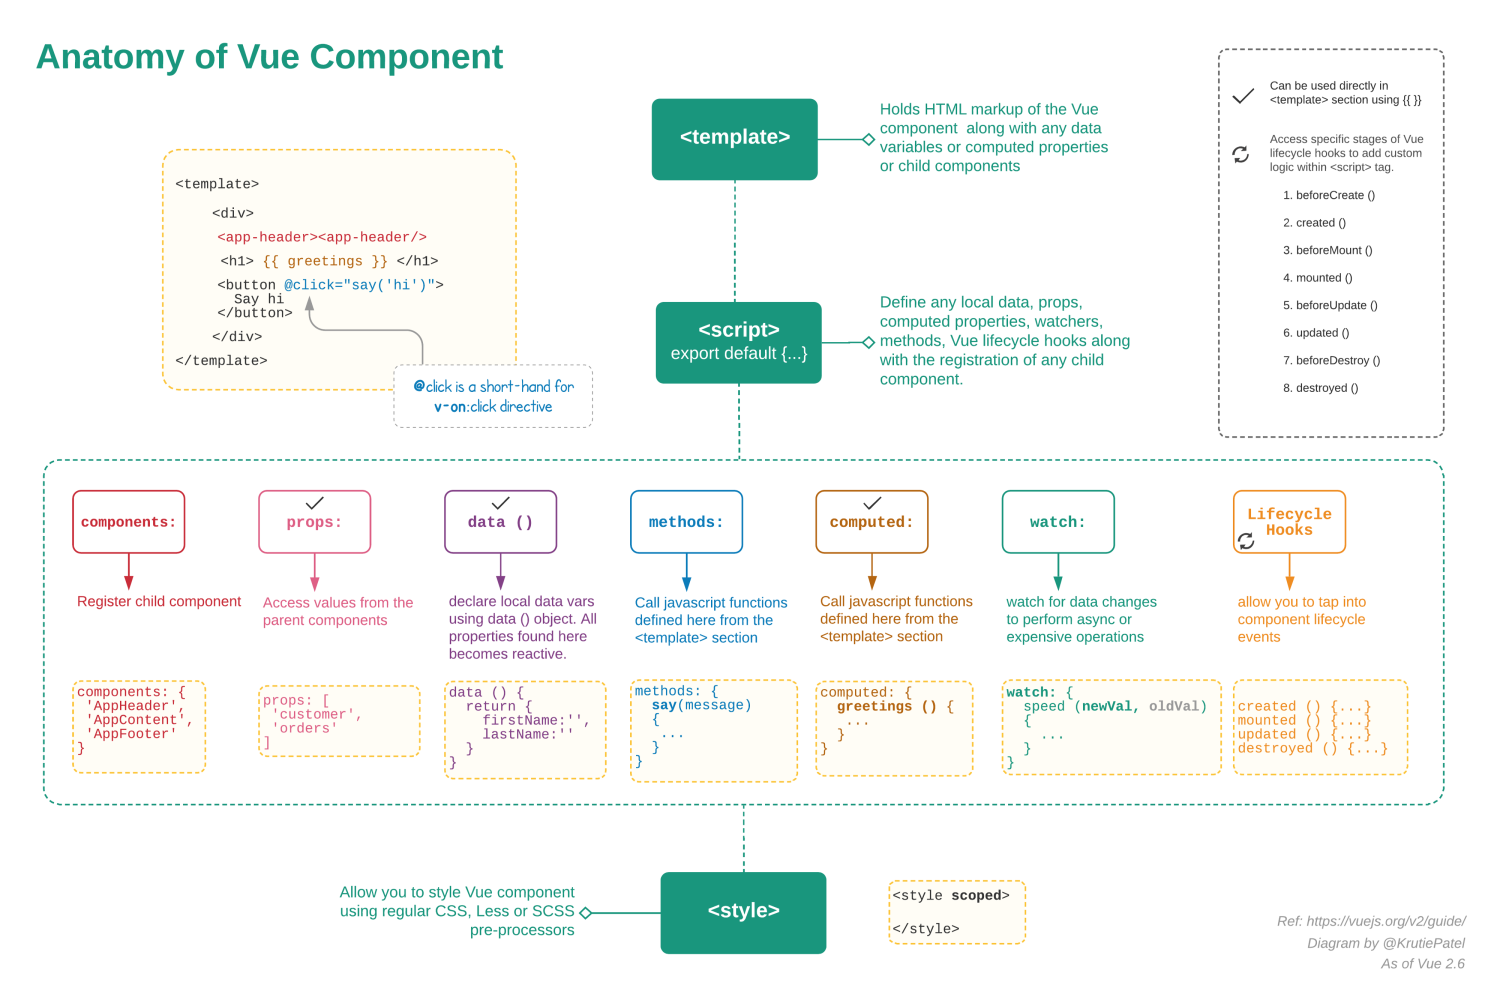 Anatomy of Vue Component
<template>
<div>
<app-header><app-header/>
<h1> {{ greetings }} </h1>
<button @click="say('hi')">
Say hi
</button>
</div>
</template>
@click is a short-hand for
v-on:click directive
<template>
Holds HTML markup of the Vue
component along with any data
variables or computed properties
or child components
<script>
export default {...}
Define any local data, props,
computed properties, watchers,
methods, Vue lifecycle hooks along
with the registration of any child
component.
Can be used directly in
<template> section using {{ }}
Access specific stages of Vue
lifecycle hooks to add custom
logic within <script> tag.
1. beforeCreate ()
2. created ()
3. beforeMount ()
4. mounted ()
5. beforeUpdate ()
6. updated ()
7. beforeDestroy ()
8. destroyed ()
components:
Register child component
components: {
'AppHeader',
'AppContent',
'AppFooter'
}
props:
Access values from the
parent components
props: [
'customer',
'orders'
]
data ()
declare local data vars
using data () object. All
properties found here
becomes reactive.
data () {
return {
firstName:'',
lastName:''
}
}
methods:
Call javascript functions
defined here from the
<template> section
methods: {
say(message)
{
...
}
}
computed:
Call javascript functions
defined here from the
<template> section
computed: {
greetings () {
...
}
}
watch:
watch for data changes
to perform async or
expensive operations
watch: {
speed (newVal, oldVal)
{
...
}
}
Lifecycle
Hooks
allow you to tap into
component lifecycle
events
created () {...}
mounted () {...}
updated () {...}
destroyed () {...}
Allow you to style Vue component
using regular CSS, Less or SCSS
pre-processors
<style>
<style scoped>
</style>
Ref: https://vuejs.org/v2/guide/
Diagram by @KrutiePatel
As of Vue 2.6